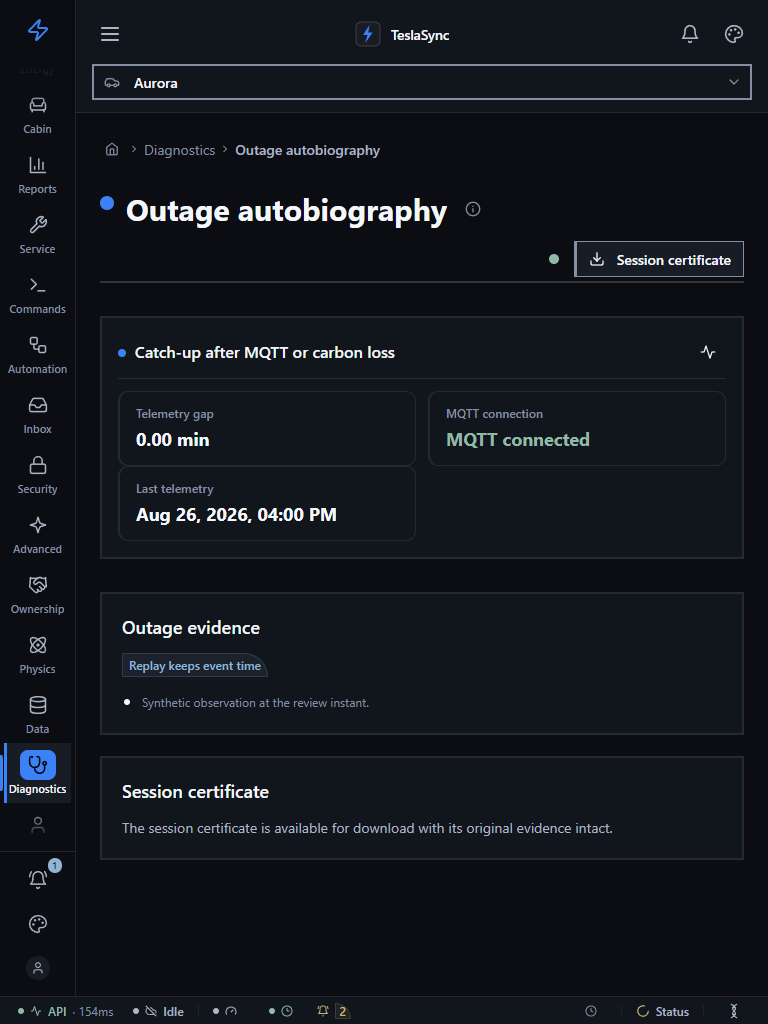 TeslaSync
Aurora
Energy
Cabin
Reports
Service
Commands
Automation
Inbox
Security
Advanced
Ownership
Physics
Data
Diagnostics
1
Diagnostics
Outage autobiography
Outage autobiography
Session certificate
Catch-up after MQTT or carbon loss
Telemetry gap
0.00 min
MQTT connection
MQTT connected
Last telemetry
Aug 26, 2026, 04:00 PM
Outage evidence
Replay keeps event time
Synthetic observation at the review instant.
Session certificate
The session certificate is available for download with its original evidence intact.
API · 154ms
Idle
2
Status